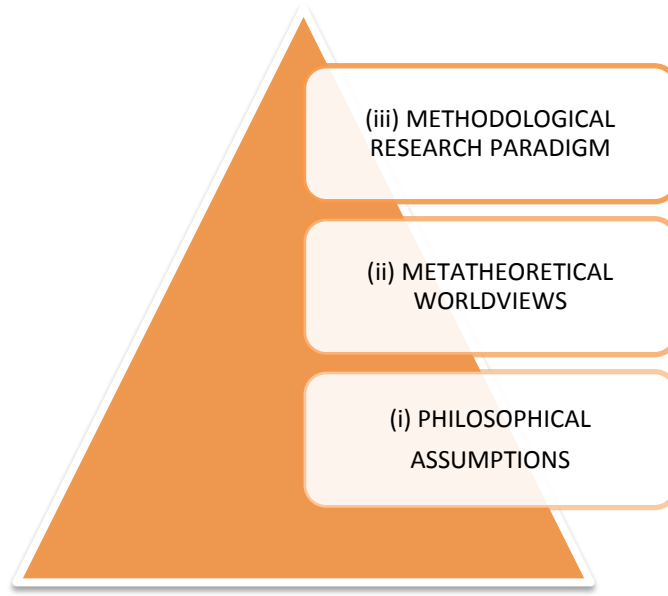 (iii) METHODOLOGICAL
RESEARCH PARADIGM
(ii) METATHEORETICAL
WORLDVIEWS
(i) PHILOSOPHICAL
ASSUMPTIONS